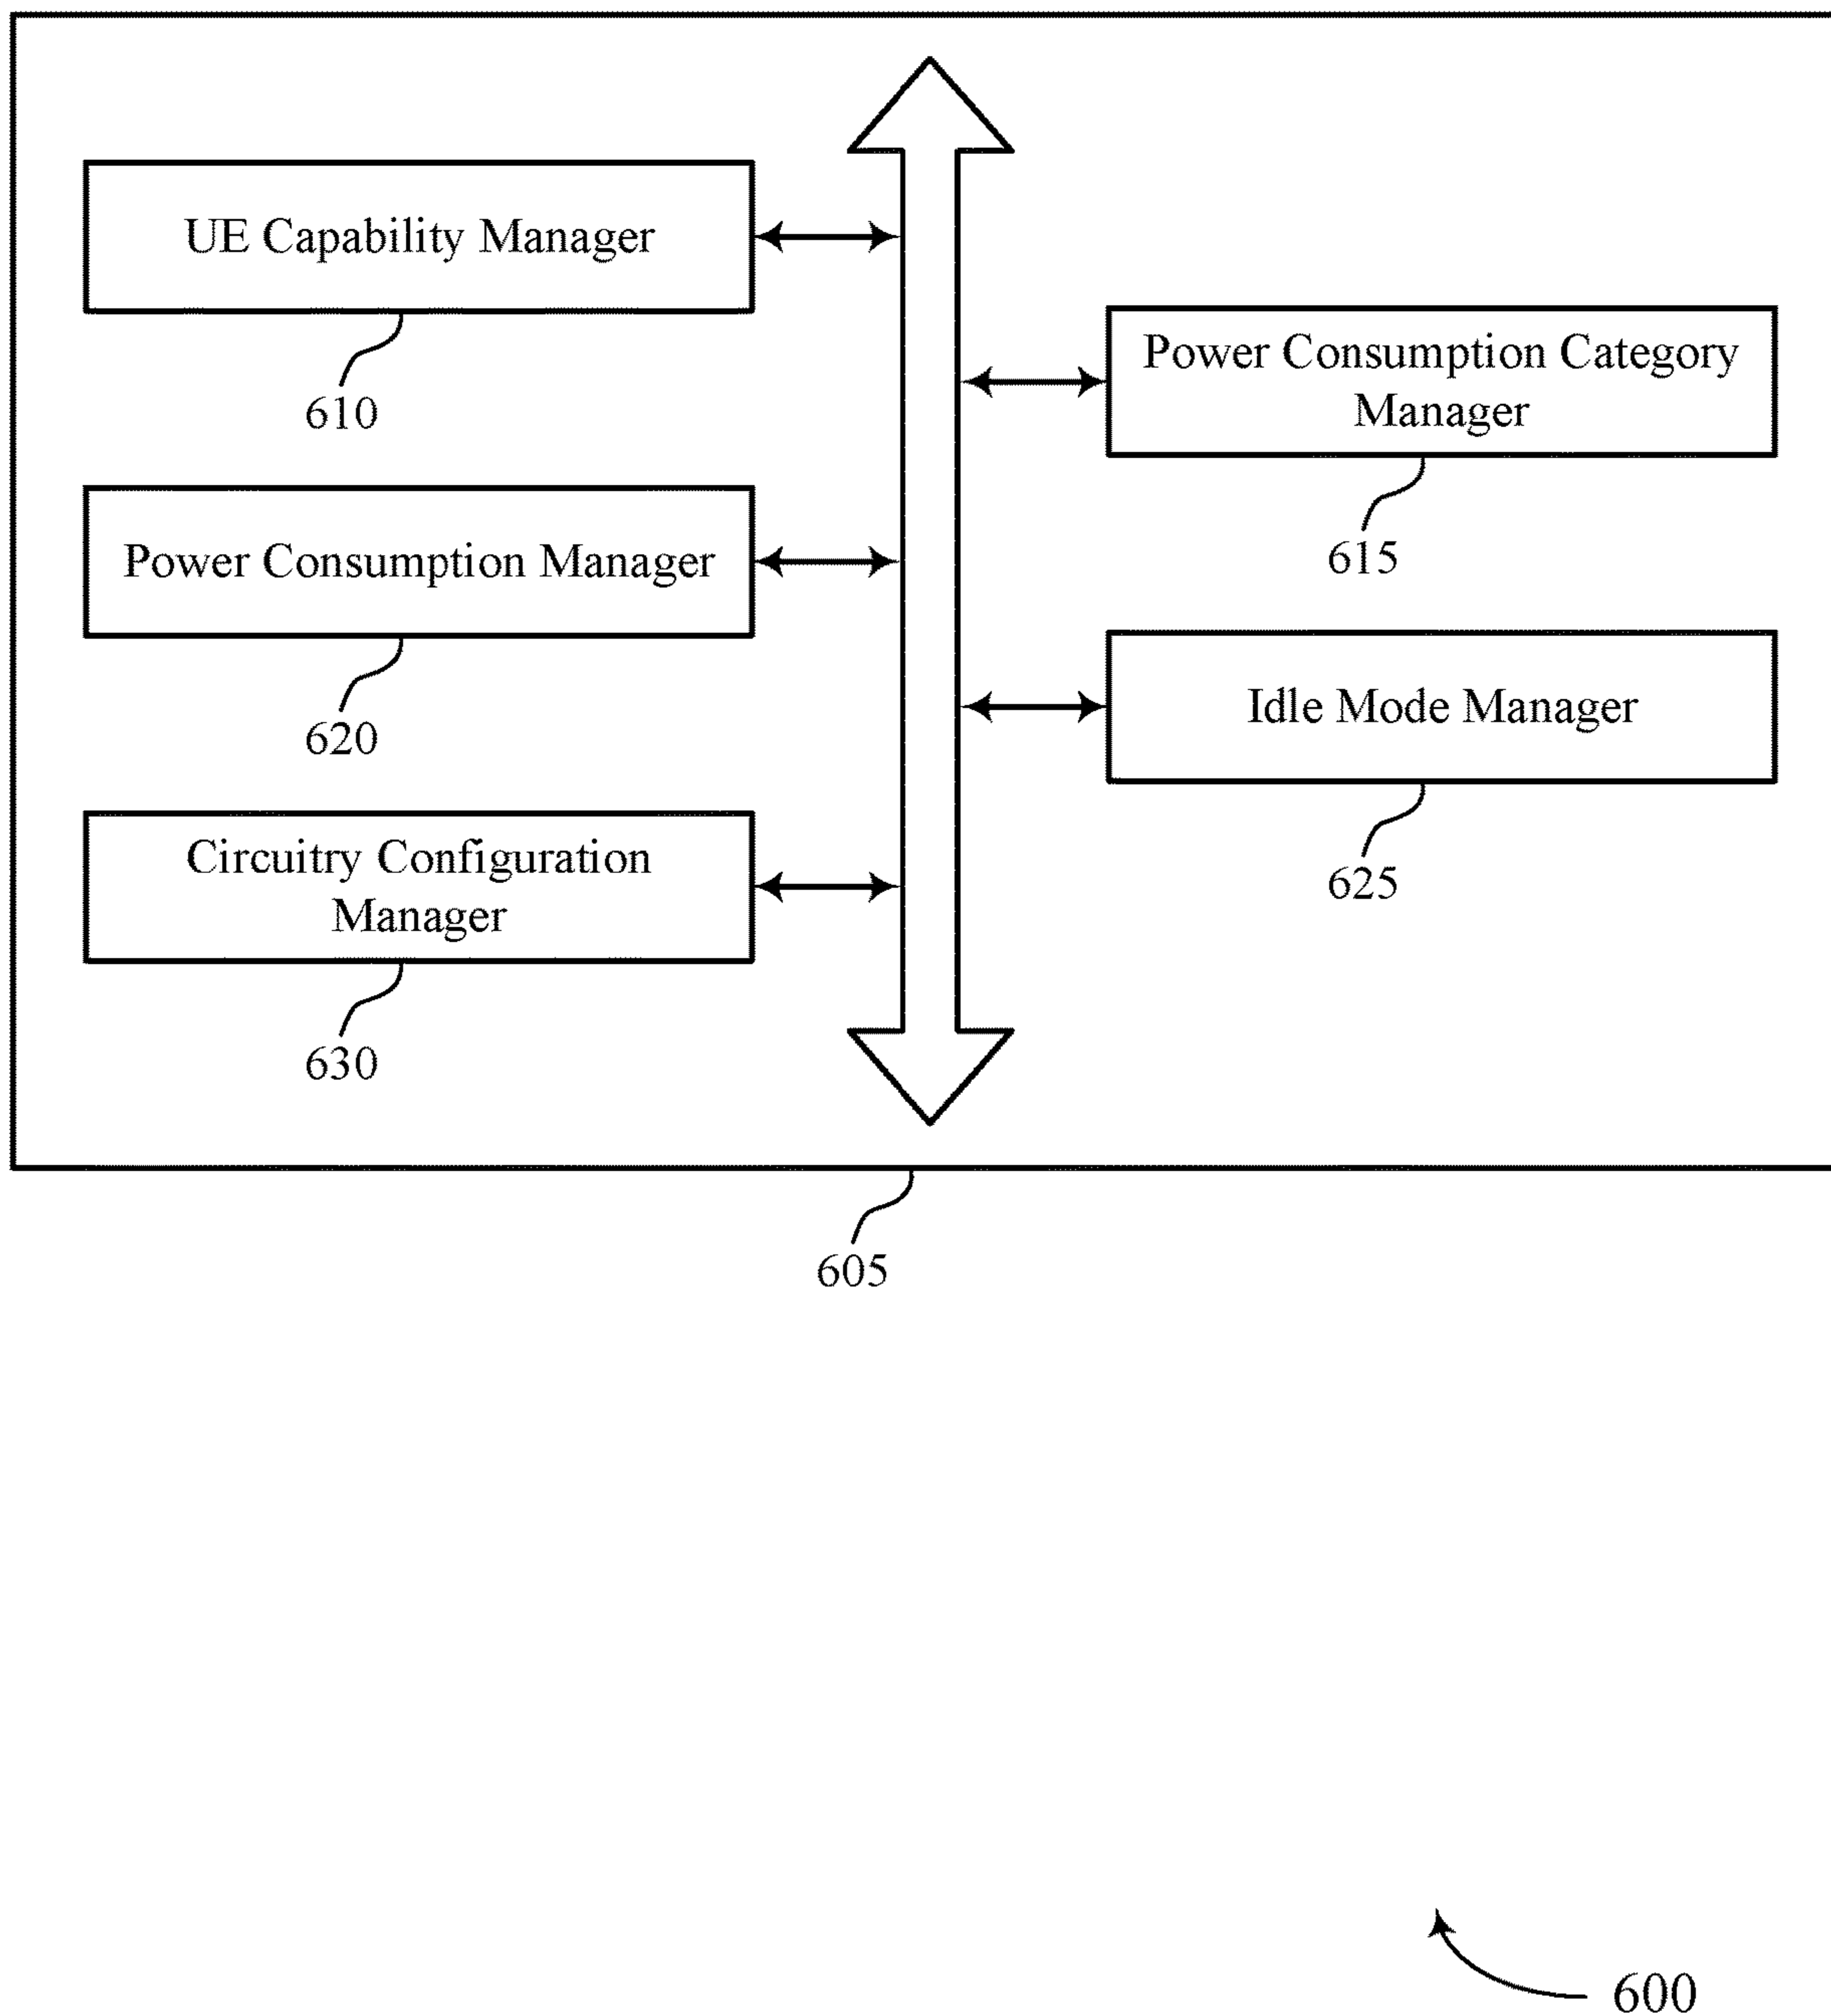 UE Capability Manager
610
Power Consumption Category
Manager
615
Power Consumption Manager
620
Idle Mode Manager
625
Circuitry Configuration
Manager
630
605
600